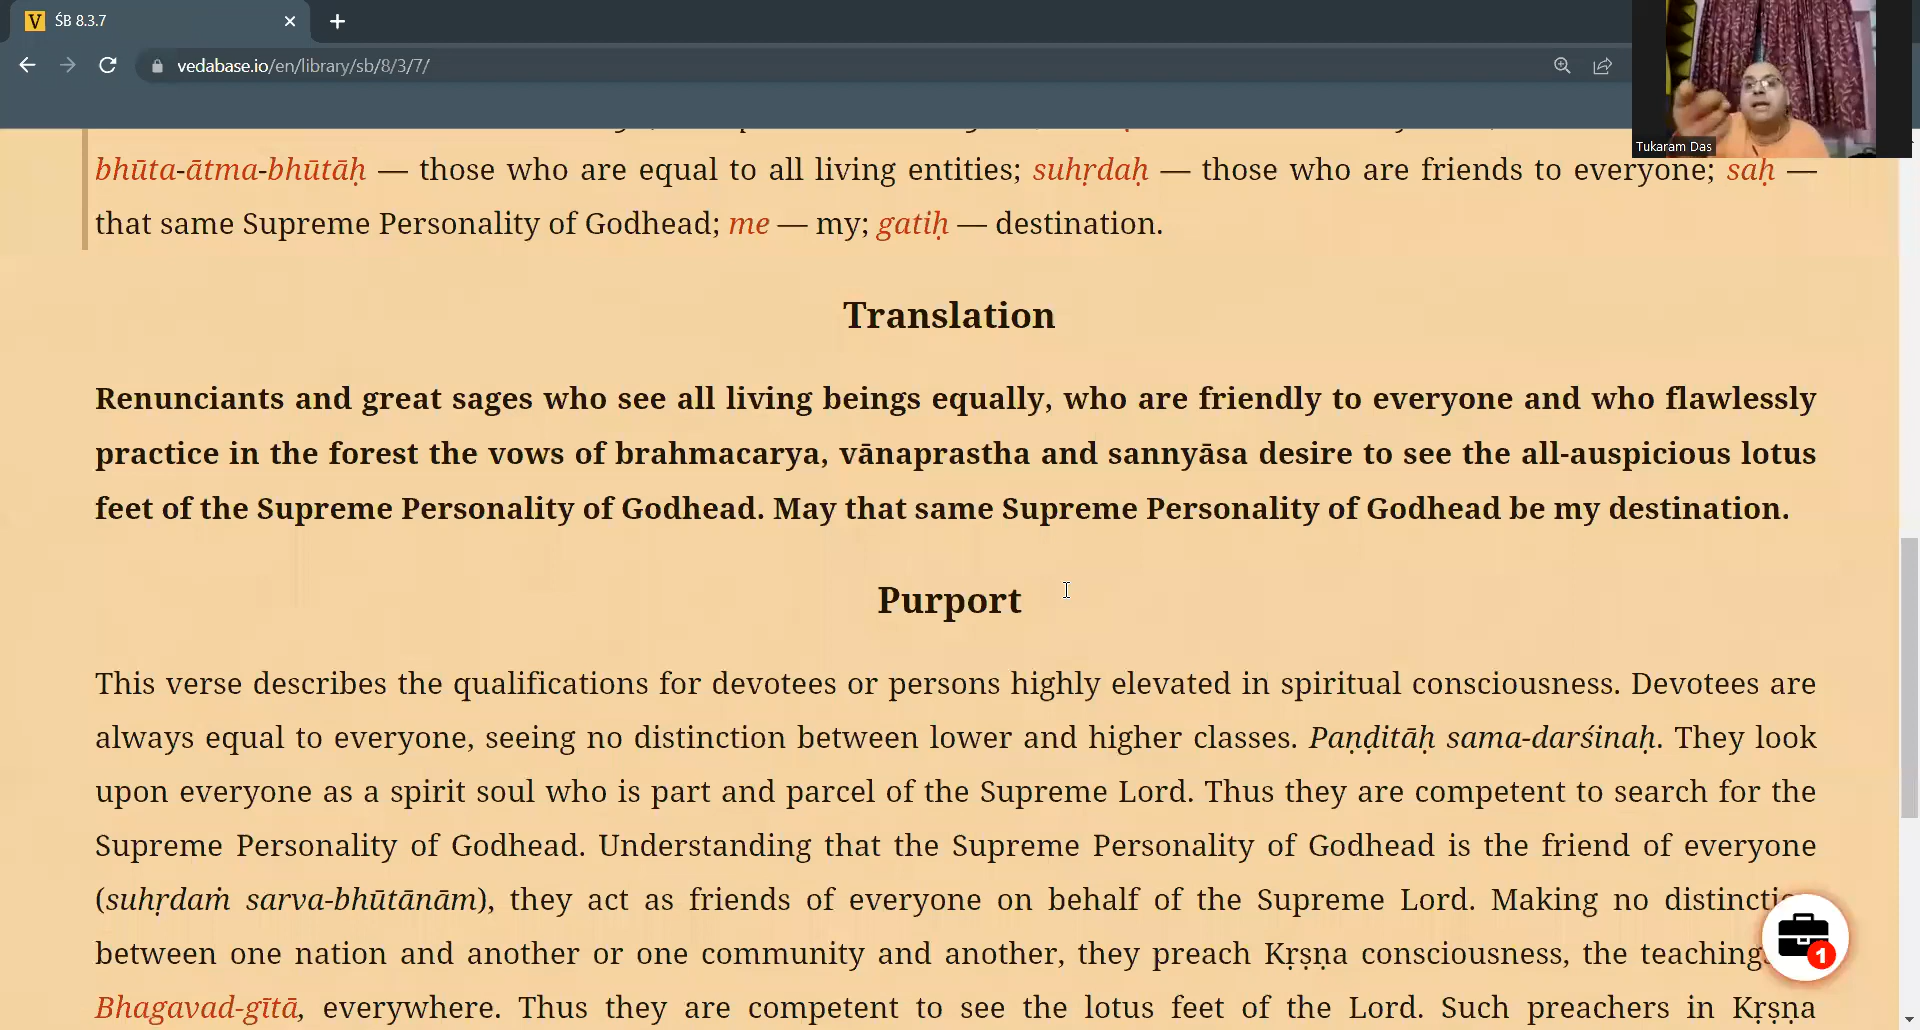 ŚB 8.3.7
vedabase.io/en/library/sb/8/3/7/
Tukaram Das
bhūta-ātma-bhūtāḥ — those who are equal to all living entities; suhṛdaḥ — those who are friends to everyone; saḥ —
that same Supreme Personality of Godhead; me — my; gatiḥ — destination.
Translation
Renunciants and great sages who see all living beings equally, who are friendly to everyone and who flawlessly
practice in the forest the vows of brahmacarya, vānaprastha and sannyāsa desire to see the all-auspicious lotus
feet of the Supreme Personality of Godhead. May that same Supreme Personality of Godhead be my destination.
Purport
This verse describes the qualifications for devotees or persons highly elevated in spiritual consciousness. Devotees are
always equal to everyone, seeing no distinction between lower and higher classes. Paṇḍitāḥ sama-darśinaḥ. They look
upon everyone as a spirit soul who is part and parcel of the Supreme Lord. Thus they are competent to search for the
Supreme Personality of Godhead. Understanding that the Supreme Personality of Godhead is the friend of everyone
(suhṛdaṁ sarva-bhūtānām), they act as friends of everyone on behalf of the Supreme Lord. Making no distinctio
between one nation and another or one community and another, they preach Kṛṣṇa consciousness, the teaching
1
Bhagavad-gītā, everywhere. Thus they are competent to see the lotus feet of the Lord. Such preachers in Kṛṣṇa